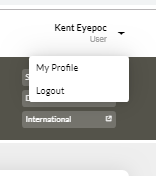 Kent Eyepoc
User
My Profile
Logout
International